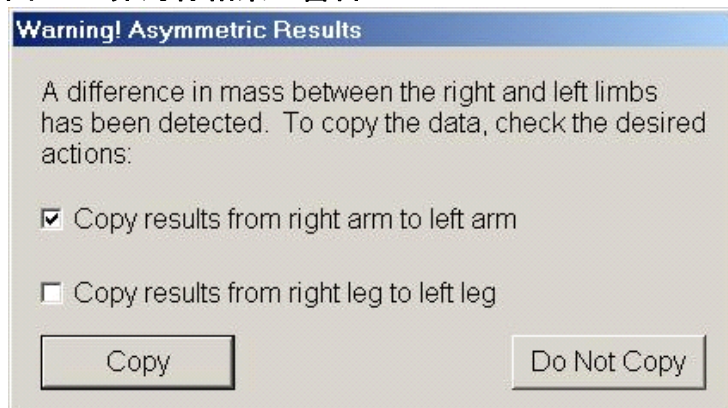 Warning! Asymmetric Results
A difference in mass between the right and left limbs
has been detected. To copy the data, check the desired
actions:
Copy results from right arm to left arm
Copy results from right leg to left leg
Copy
Do Not Copy